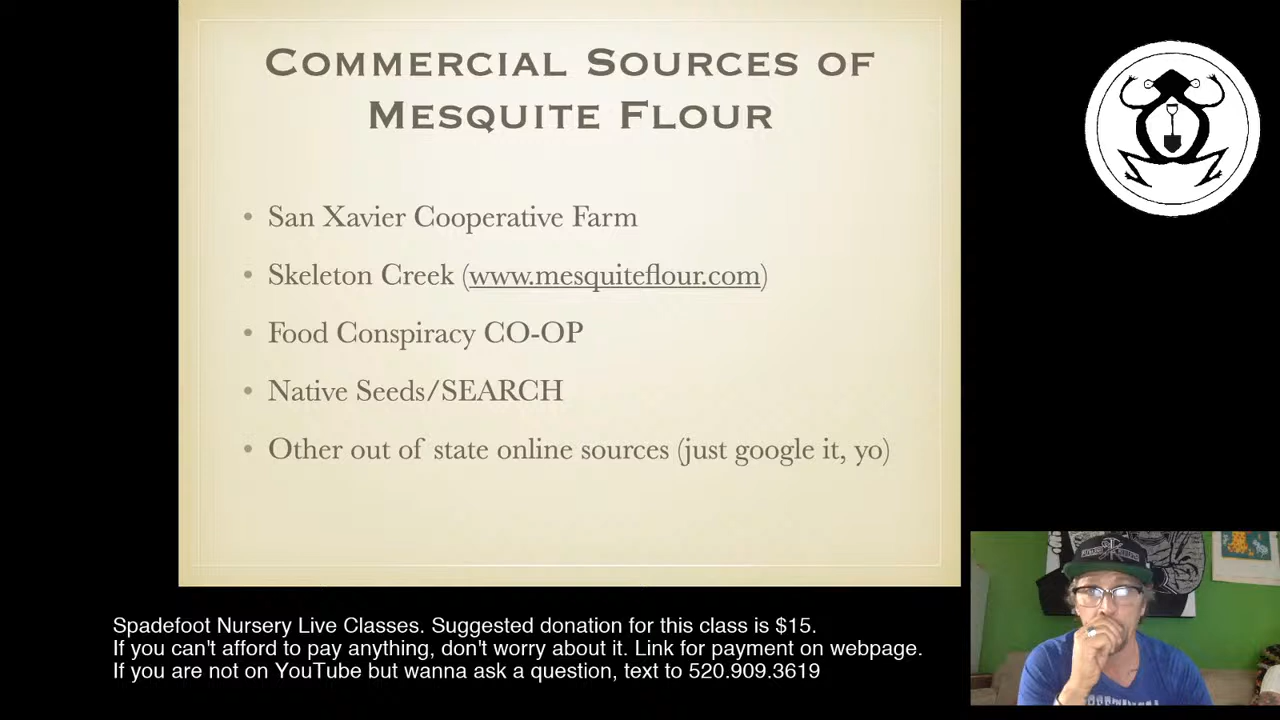 Commercial Sources of
Mesquite Flour
• San Xavier Cooperative Farm
• Skeleton Creek (www.mesquiteflour.com)
• Food Conspiracy CO-OP
• Native Seeds/SEARCH
• Other out of state online sources (just google it, yo)
Spadefoot Nursery Live Classes. Suggested donation for this class is $15.
If you can't afford to pay anything, don't worry about it. Link for payment on webpage.
If you are not on YouTube but wanna ask a question, text to 520.909.3619